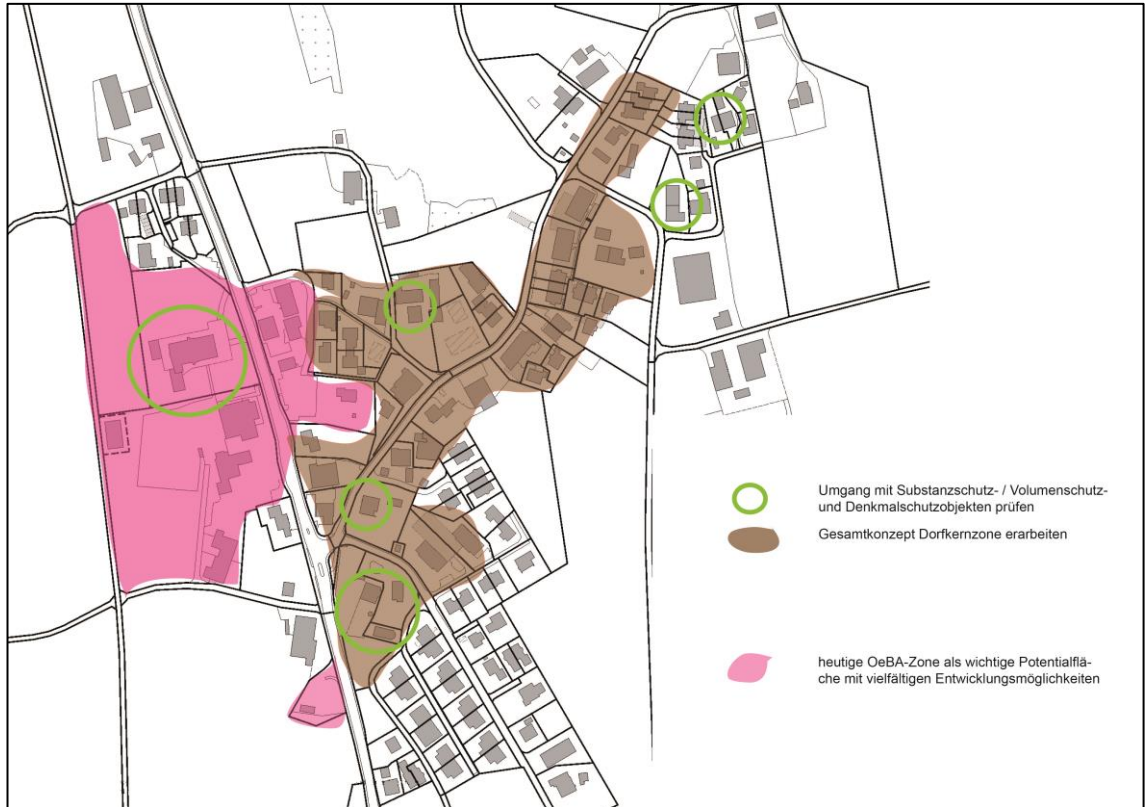 Umgang mit Substanzschutz- / Volumenschutz-
und Denkmalschutzobjekten prüfen
Gesamtkonzept Dorfkernzone erarbeiten
heutige OeBA-Zone als wichtige Potentialflä-
che mit vielfältigen Entwicklungsmöglichkeiten